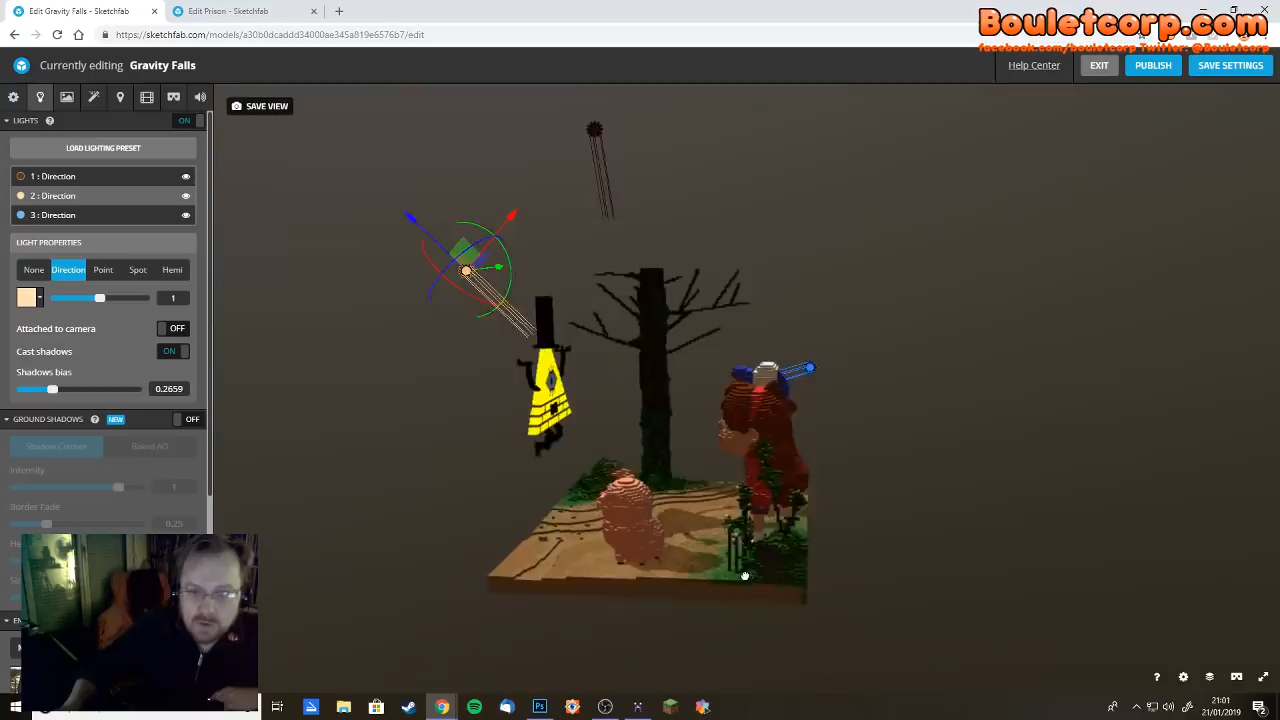 Edit Gravity Falls - Sketchfab
Edit Prison - Sketchfab
https://sketchfab.com/models/a30b0dcabdcd34000ae345a819e6576b7/edit
Bouletcorp.com
facebook.com/bouletcorp Twitter: @Bouletcorp
Currently editing Gravity Falls
Help Center
EXIT
PUBLISH
SAVE SETTINGS
LIGHTS ? ON
SAVE VIEW
LOAD LIGHTING PRESET
1 : Direction
2 : Direction
3 : Direction
LIGHT PROPERTIES
None Direction Point Spot Hemi
1
Attached to camera OFF
Cast shadows ON
Shadows bias
0.2659
GROUND SHADOWS ? NEW OFF
Shadow Catcher Baked AO
Intensity
1
Border Fade
0.25
?
21:01
21/01/2019
2